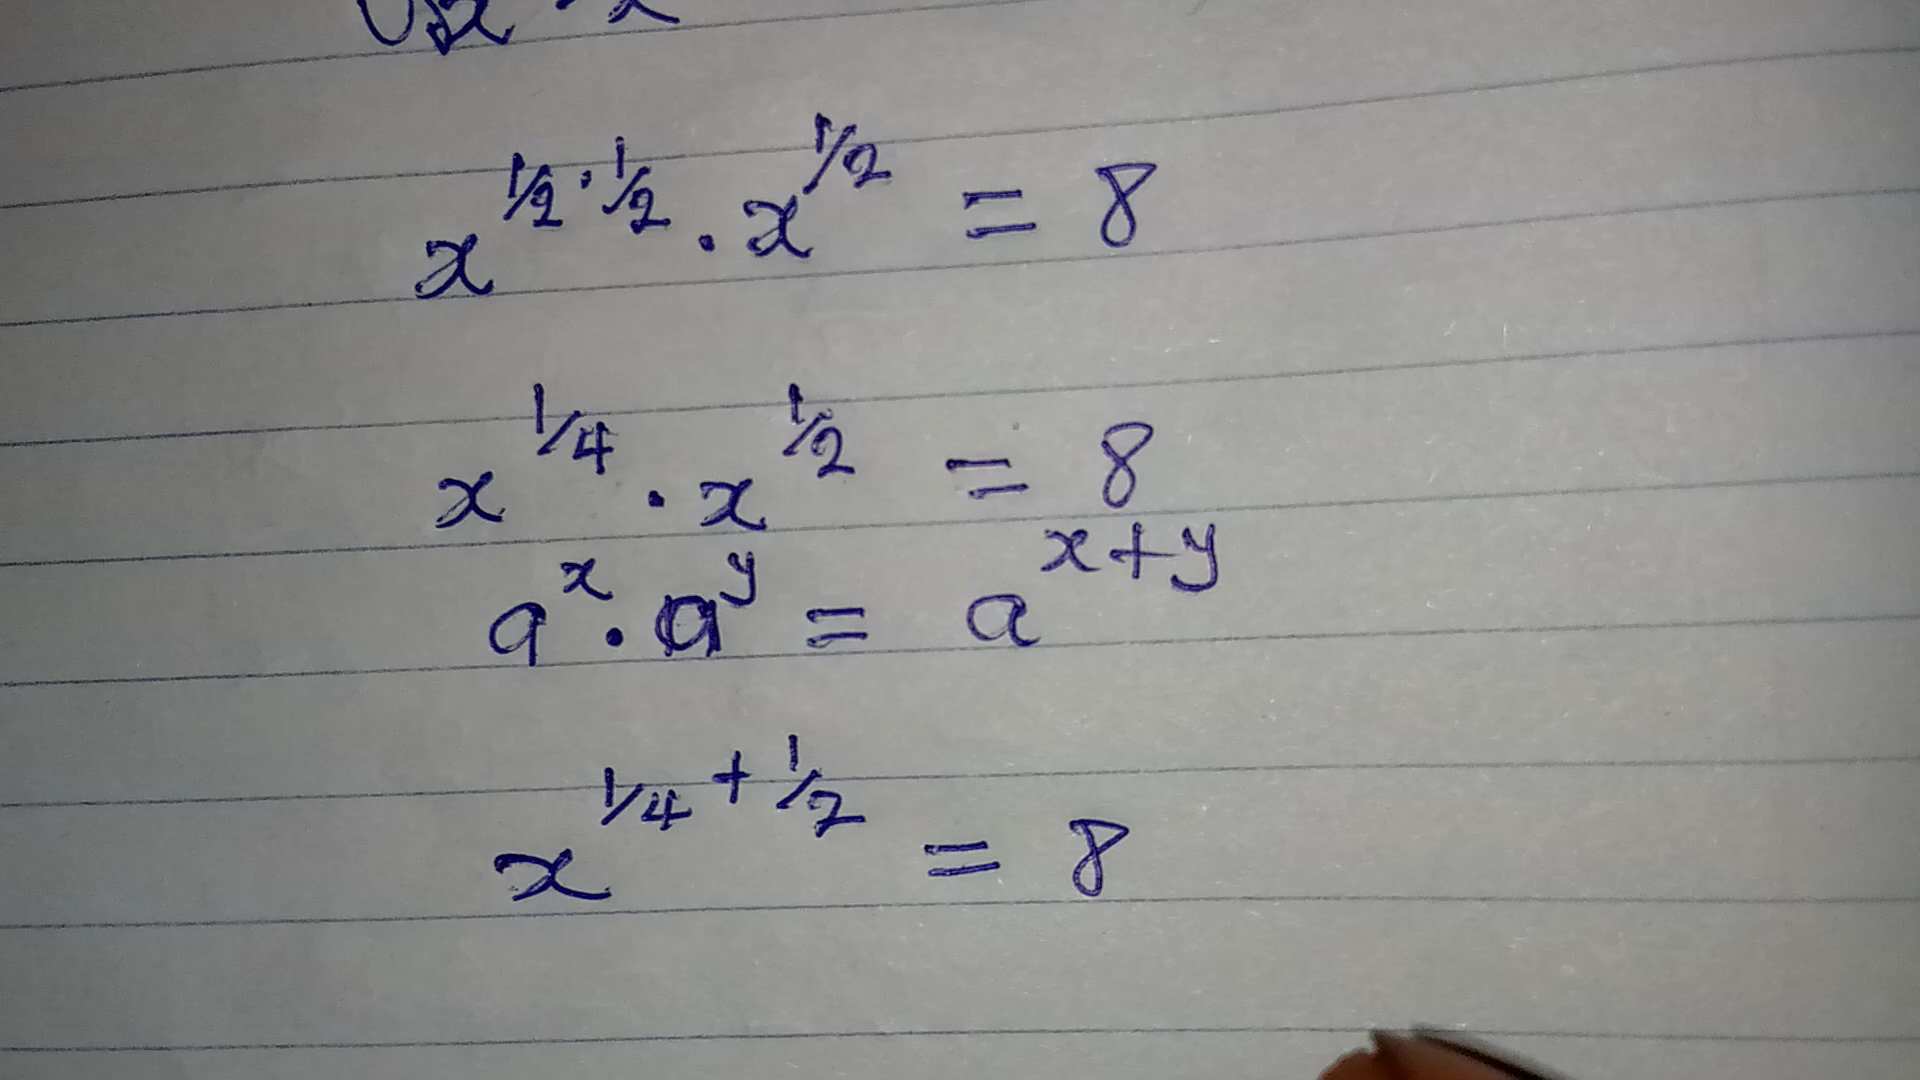 x^{1/2 · 1/2} · x^{1/2} = 8
x^{1/4} · x^{1/2} = 8
a^x · a^y = a^{x+y}
x^{1/4 + 1/2} = 8